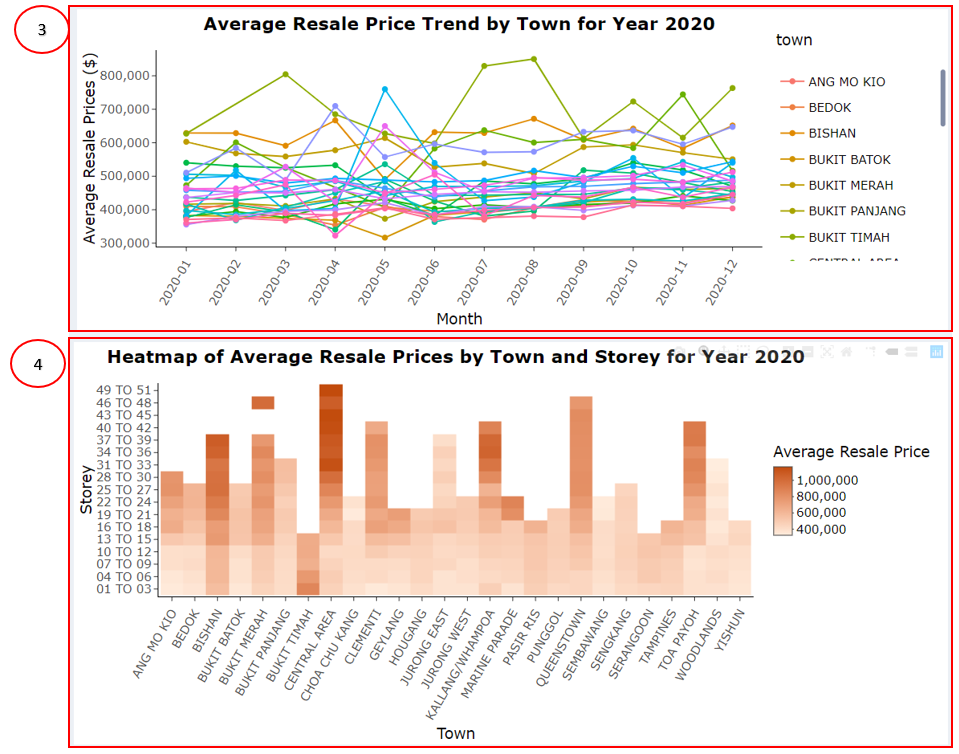 3
Average Resale Price Trend by Town for Year 2020
Average Resale Prices ($)
800,000
700,000
600,000
500,000
400,000
300,000
2020-01
2020-02
2020-03
2020-04
2020-05
2020-06
2020-07
2020-08
2020-09
2020-10
2020-11
2020-12
Month
town
ANG MO KIO
BEDOK
BISHAN
BUKIT BATOK
BUKIT MERAH
BUKIT PANJANG
BUKIT TIMAH
CENTRAL AREA
4
Heatmap of Average Resale Prices by Town and Storey for Year 2020
Storey
49 TO 51
46 TO 48
43 TO 45
40 TO 42
37 TO 39
34 TO 36
31 TO 33
28 TO 30
25 TO 27
22 TO 24
19 TO 21
16 TO 18
13 TO 15
10 TO 12
07 TO 09
04 TO 06
01 TO 03
ANG MO KIO
BEDOK
BISHAN
BUKIT BATOK
BUKIT MERAH
BUKIT PANJANG
BUKIT TIMAH
CENTRAL AREA
CHOA CHU KANG
CLEMENTI
GEYLANG
HOUGANG
JURONG EAST
JURONG WEST
KALLANG/WHAMPOA
MARINE PARADE
PASIR RIS
PUNGGOL
QUEENSTOWN
SEMBAWANG
SENGKANG
SERANGOON
TAMPINES
TOA PAYOH
WOODLANDS
YISHUN
Town
Average Resale Price
1,000,000
800,000
600,000
400,000